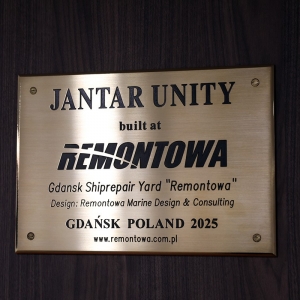 JANTAR UNITY
built at
REMONTOWA
Gdansk Shiprepair Yard "Remontowa"
Design: Remontowa Marine Design & Consulting
GDAŃSK POLAND 2025
www.remontowa.com.pl